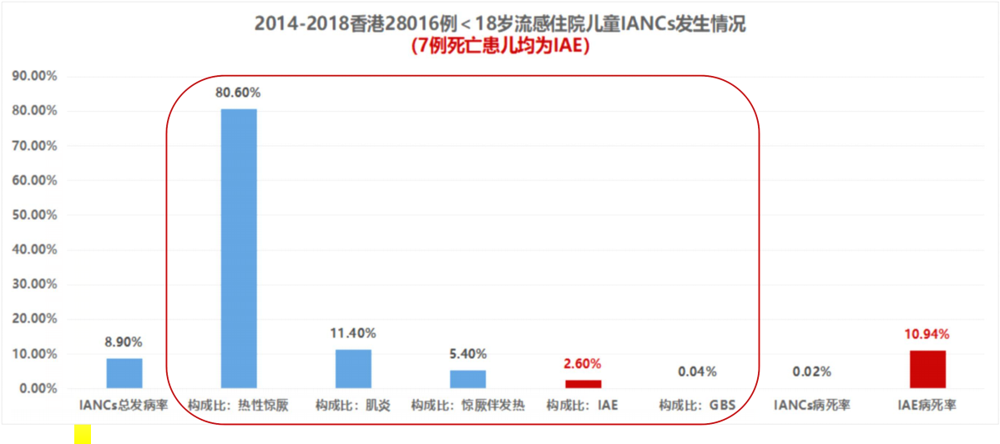 2014-2018香港28016例＜18岁流感住院儿童IANCs发生情况
(7例死亡患儿均为IAE)
90.00%
80.00%
70.00%
60.00%
50.00%
40.00%
30.00%
20.00%
10.00%
0.00%
8.90%
80.60%
11.40%
5.40%
2.60%
0.04%
0.02%
10.94%
IANCs总发病率
构成比：热性惊厥
构成比：肌炎
构成比：惊厥伴发热
构成比：IAE
构成比：GBS
IANCs病死率
IAE病死率